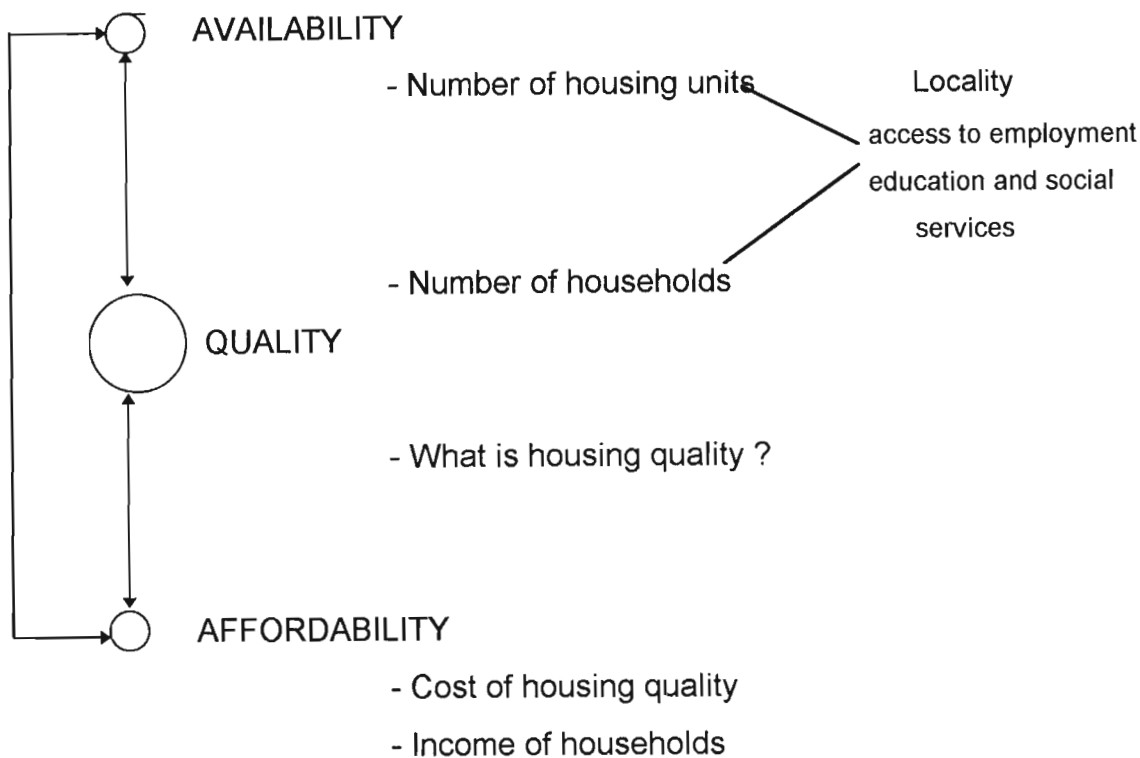 AVAILABILITY
- Number of housing units
Locality
access to employment
education and social
services
- Number of households
QUALITY
- What is housing quality ?
AFFORDABILITY
- Cost of housing quality
- Income of households